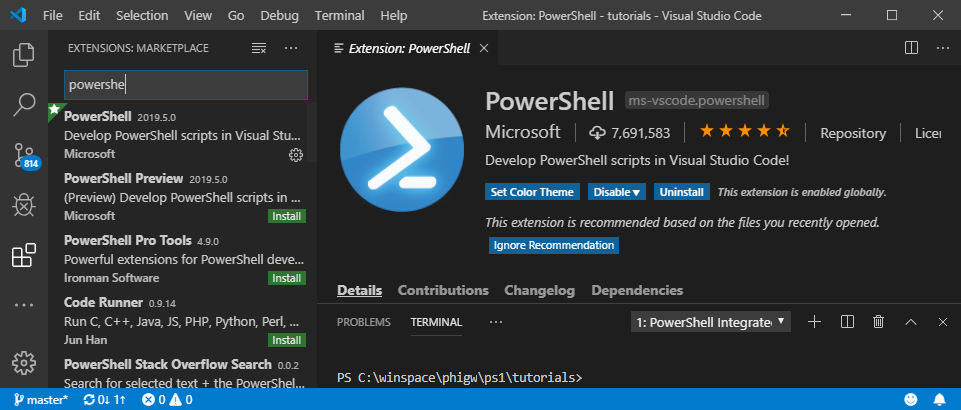 File Edit Selection View Go Debug Terminal Help Extension: PowerShell - tutorials - Visual Studio Code
EXTENSIONS: MARKETPLACE
powershe
PowerShell 2019.5.0
Develop PowerShell scripts in Visual Stu...
Microsoft
PowerShell Preview 2019.5.0
(Preview) Develop PowerShell scripts in ...
Microsoft Install
PowerShell Pro Tools 4.9.0
Powerful extensions for PowerShell deve...
Ironman Software Install
Code Runner 0.9.14
Run C, C++, Java, JS, PHP, Python, Perl, ...
Jun Han Install
PowerShell Stack Overflow Search 0.0.2
Search for selected text + the PowerShel...
814
Extension: PowerShell
PowerShell ms-vscode.powershell
Microsoft 7,691,583 Repository Licen
Develop PowerShell scripts in Visual Studio Code!
Set Color Theme Disable Uninstall This extension is enabled globally.
This extension is recommended based on the files you recently opened.
Ignore Recommendation
Details Contributions Changelog Dependencies
PROBLEMS TERMINAL ... 1: PowerShell Integrate
PS C:\winspace\phigw\ps1\tutorials>
master* 0↓ 1↑ 0 0